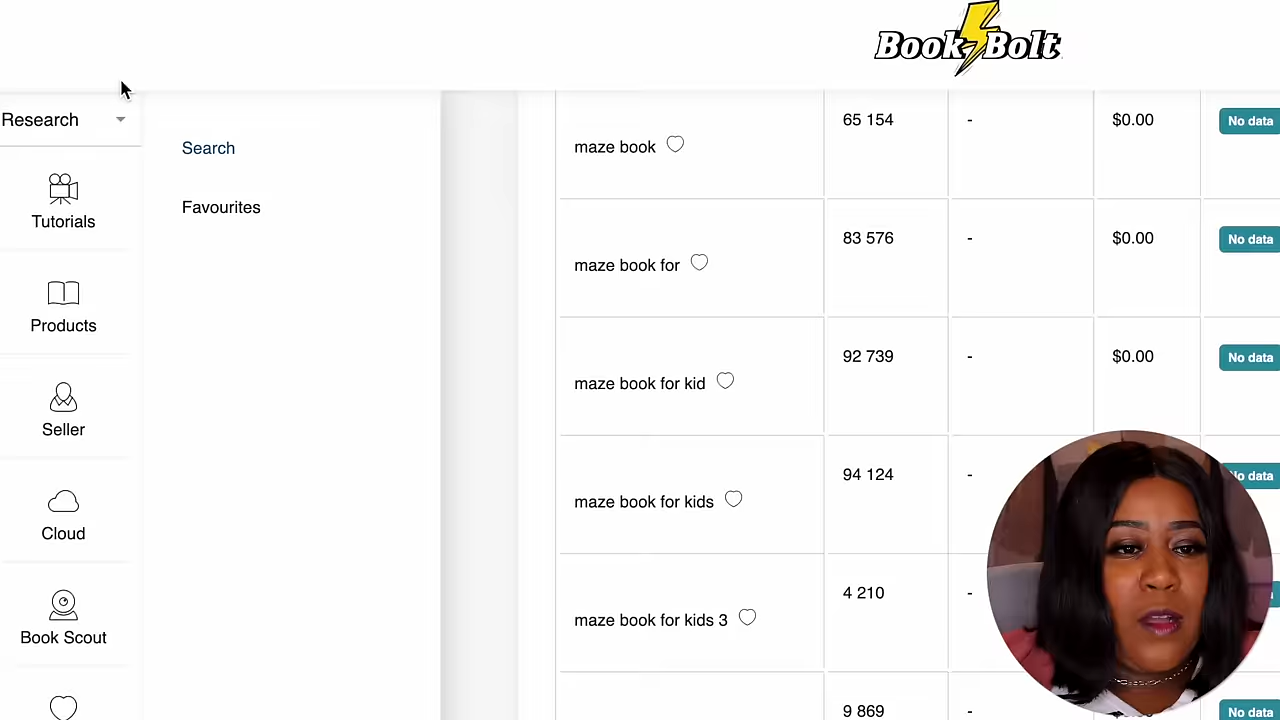 Book Bolt
Research
Search
Favourites
Tutorials
Products
Seller
Cloud
Book Scout
maze book
65 154
-
$0.00
No data
maze book for
83 576
-
$0.00
No data
maze book for kid
92 739
-
$0.00
No data
maze book for kids
94 124
-
No data
maze book for kids 3
4 210
-
9 869
-
No data